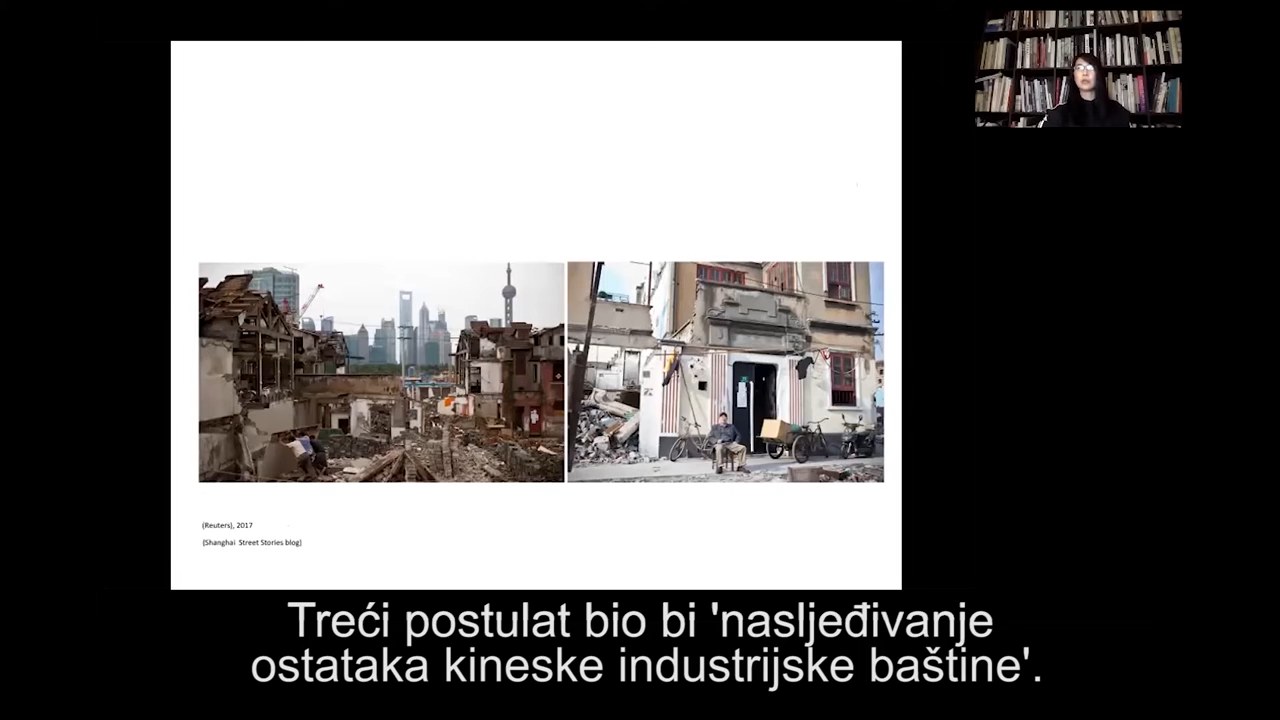 (Reuters), 2017
(Shanghai Street Stories blog)
Treći postulat bio bi 'nasljeđivanje
ostataka kineske industrijske baštine'.